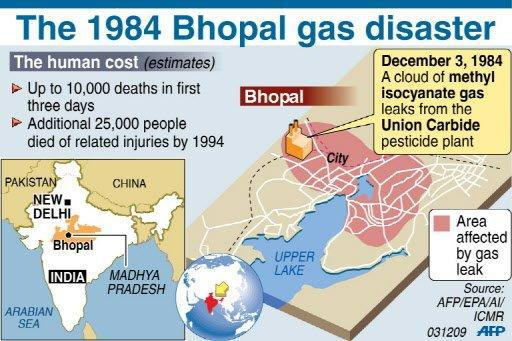 The 1984 Bhopal gas disaster
The human cost (estimates)
Up to 10,000 deaths in first
three days
Additional 25,000 people
died of related injuries by 1994
Bhopal
December 3, 1984
A cloud of methyl
isocyanate gas
leaks from the
Union Carbide
pesticide plant
City
UPPER
LAKE
Area
affected
by gas
leak
PAKISTAN
CHINA
NEW
DELHI
Bhopal
INDIA
MADHYA
PRADESH
ARABIAN
SEA
Source:
AFP/EPA/AI/
ICMR
031209 AFP